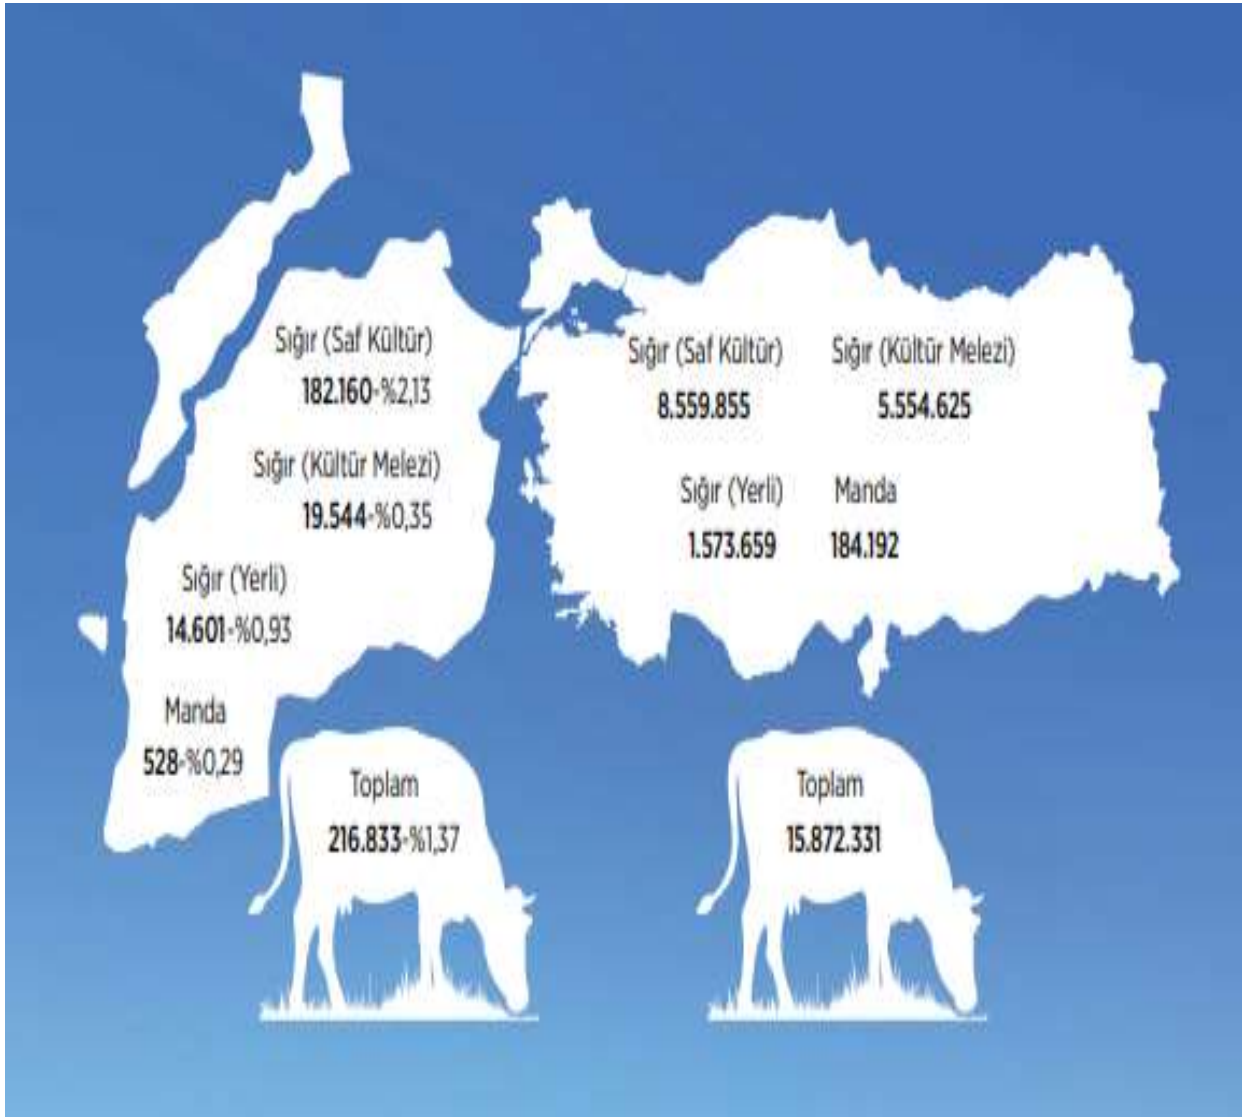 Sığır (Saf Kültür)
182.160-%2,13
Sığır (Kültür Melezi)
19.544-%0,35
Sığır (Yerli)
14.601-%0,93
Manda
528-%0,29
Toplam
216.833-%1,37
Sığır (Saf Kültür)
8.559.855
Sığır (Kültür Melezi)
5.554.625
Sığır (Yerli)
1.573.659
Manda
184.192
Toplam
15.872.331